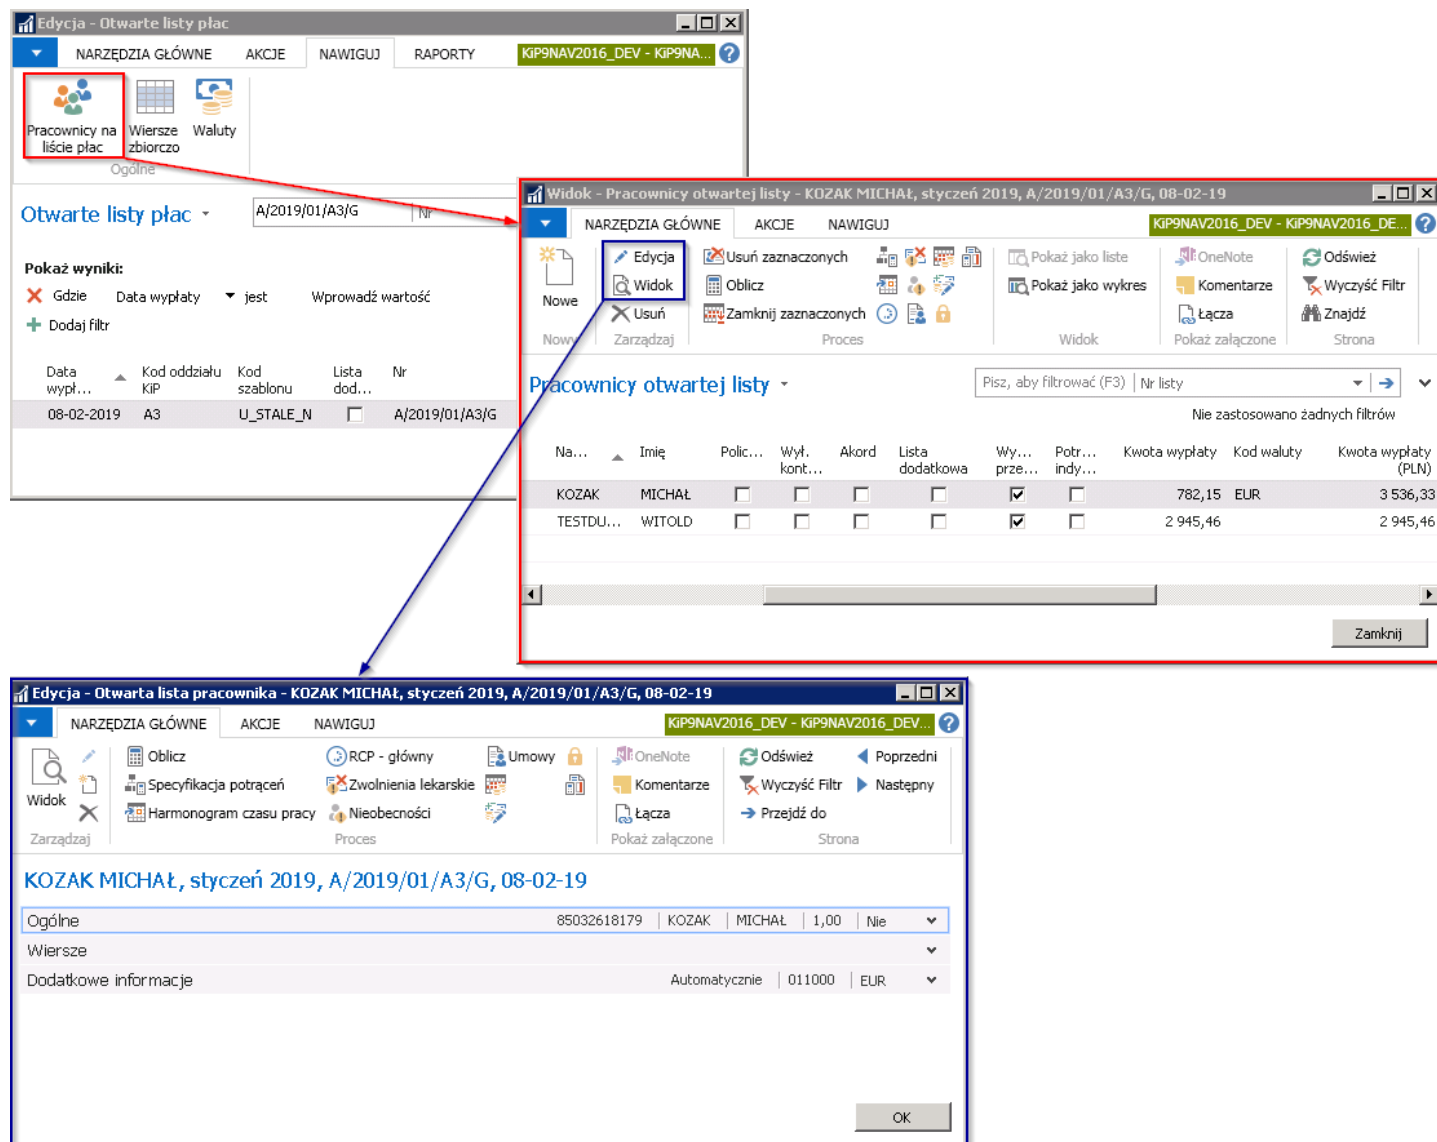 Edycja - Otwarte listy płac
NARZĘDZIA GŁÓWNE AKCJE NAWIGUJ RAPORTY KiP9NAV2016_DEV - KiP9NA... ?
Pracownicy na liście płac
Wiersze zbiorczo
Waluty
Ogólne
Otwarte listy płac
A/2019/01/A3/G Nr
Pokaż wyniki:
Gdzie Data wypłaty jest Wprowadź wartość
Dodaj filtr
Data wypł... Kod oddziału KiP Kod szablonu Lista dod... Nr
08-02-2019 A3 U_STALE_N A/2019/01/A3/G
Widok - Pracownicy otwartej listy - KOZAK MICHAŁ, styczeń 2019, A/2019/01/A3/G, 08-02-19
NARZĘDZIA GŁÓWNE AKCJE NAWIGUJ KiP9NAV2016_DEV - KiP9NAV2016_DE... ?
Nowe
Nowy
Edycja
Widok
Usuń
Zarządzaj
Usuń zaznaczonych
Oblicz
Zamknij zaznaczonych
Proces
Pokaż jako liste
Pokaż jako wykres
Widok
OneNote
Komentarze
Łącza
Pokaż załączone
Odśwież
Wyczyść Filtr
Znajdź
Strona
Pracownicy otwartej listy
Pisz, aby filtrować (F3) Nr listy
Nie zastosowano żadnych filtrów
Na... Imię Polic... Wył. kont... Akord Lista dodatkowa Wy... prze... Potr... indy... Kwota wypłaty Kod waluty Kwota wypłaty (PLN)
KOZAK MICHAŁ 782,15 EUR 3 536,33
TESTDU... WITOLD 2 945,46 2 945,46
Zamknij
Edycja - Otwarta lista pracownika - KOZAK MICHAŁ, styczeń 2019, A/2019/01/A3/G, 08-02-19
NARZĘDZIA GŁÓWNE AKCJE NAWIGUJ KiP9NAV2016_DEV - KiP9NAV2016_DEV... ?
Widok
Zarządzaj
Oblicz
Specyfikacja potrąceń
Harmonogram czasu pracy
RCP - główny
Zwolnienia lekarskie
Nieobecności
Umowy
Proces
OneNote
Komentarze
Łącza
Pokaż załączone
Odśwież
Wyczyść Filtr
Przejdź do
Poprzedni
Następny
Strona
KOZAK MICHAŁ, styczeń 2019, A/2019/01/A3/G, 08-02-19
Ogólne 85032618179 KOZAK MICHAŁ 1,00 Nie
Wiersze
Dodatkowe informacje Automatycznie 011000 EUR
OK